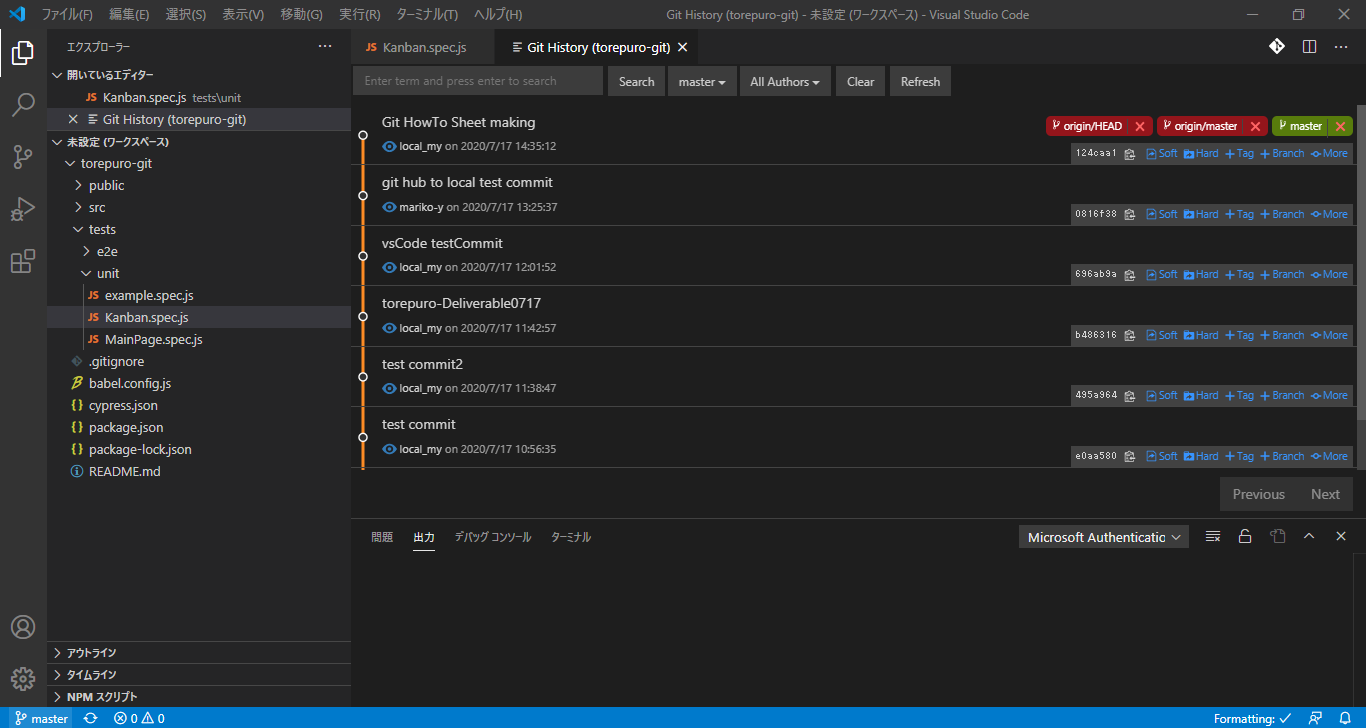 ファイル(F) 編集(E) 選択(S) 表示(V) 移動(G) 実行(R) ターミナル(T) ヘルプ(H) Git History (torepuro-git) - 未設定 (ワークスペース) - Visual Studio Code
エクスプローラー
開いているエディター
JS Kanban.spec.js tests\unit
Git History (torepuro-git)
未設定 (ワークスペース)
torepuro-git
public
src
tests
e2e
unit
JS example.spec.js
JS Kanban.spec.js
JS MainPage.spec.js
.gitignore
babel.config.js
{} cypress.json
{} package.json
{} package-lock.json
README.md
アウトライン
タイムライン
NPM スクリプト
JS Kanban.spec.js Git History (torepuro-git)
Enter term and press enter to search Search master All Authors Clear Refresh
Git HowTo Sheet making origin/HEAD origin/master master
local_my on 2020/7/17 14:35:12 124caa1 Soft Hard Tag Branch More
git hub to local test commit
mariko-y on 2020/7/17 13:25:37 0816f38 Soft Hard Tag Branch More
vsCode testCommit
local_my on 2020/7/17 12:01:52 696ab9a Soft Hard Tag Branch More
torepuro-Deliverable0717
local_my on 2020/7/17 11:42:57 b486316 Soft Hard Tag Branch More
test commit2
local_my on 2020/7/17 11:38:47 495a964 Soft Hard Tag Branch More
test commit
local_my on 2020/7/17 10:56:35 e0aa580 Soft Hard Tag Branch More
Previous Next
問題 出力 デバッグ コンソール ターミナル Microsoft Authenticatio
master 0 0 Formatting: